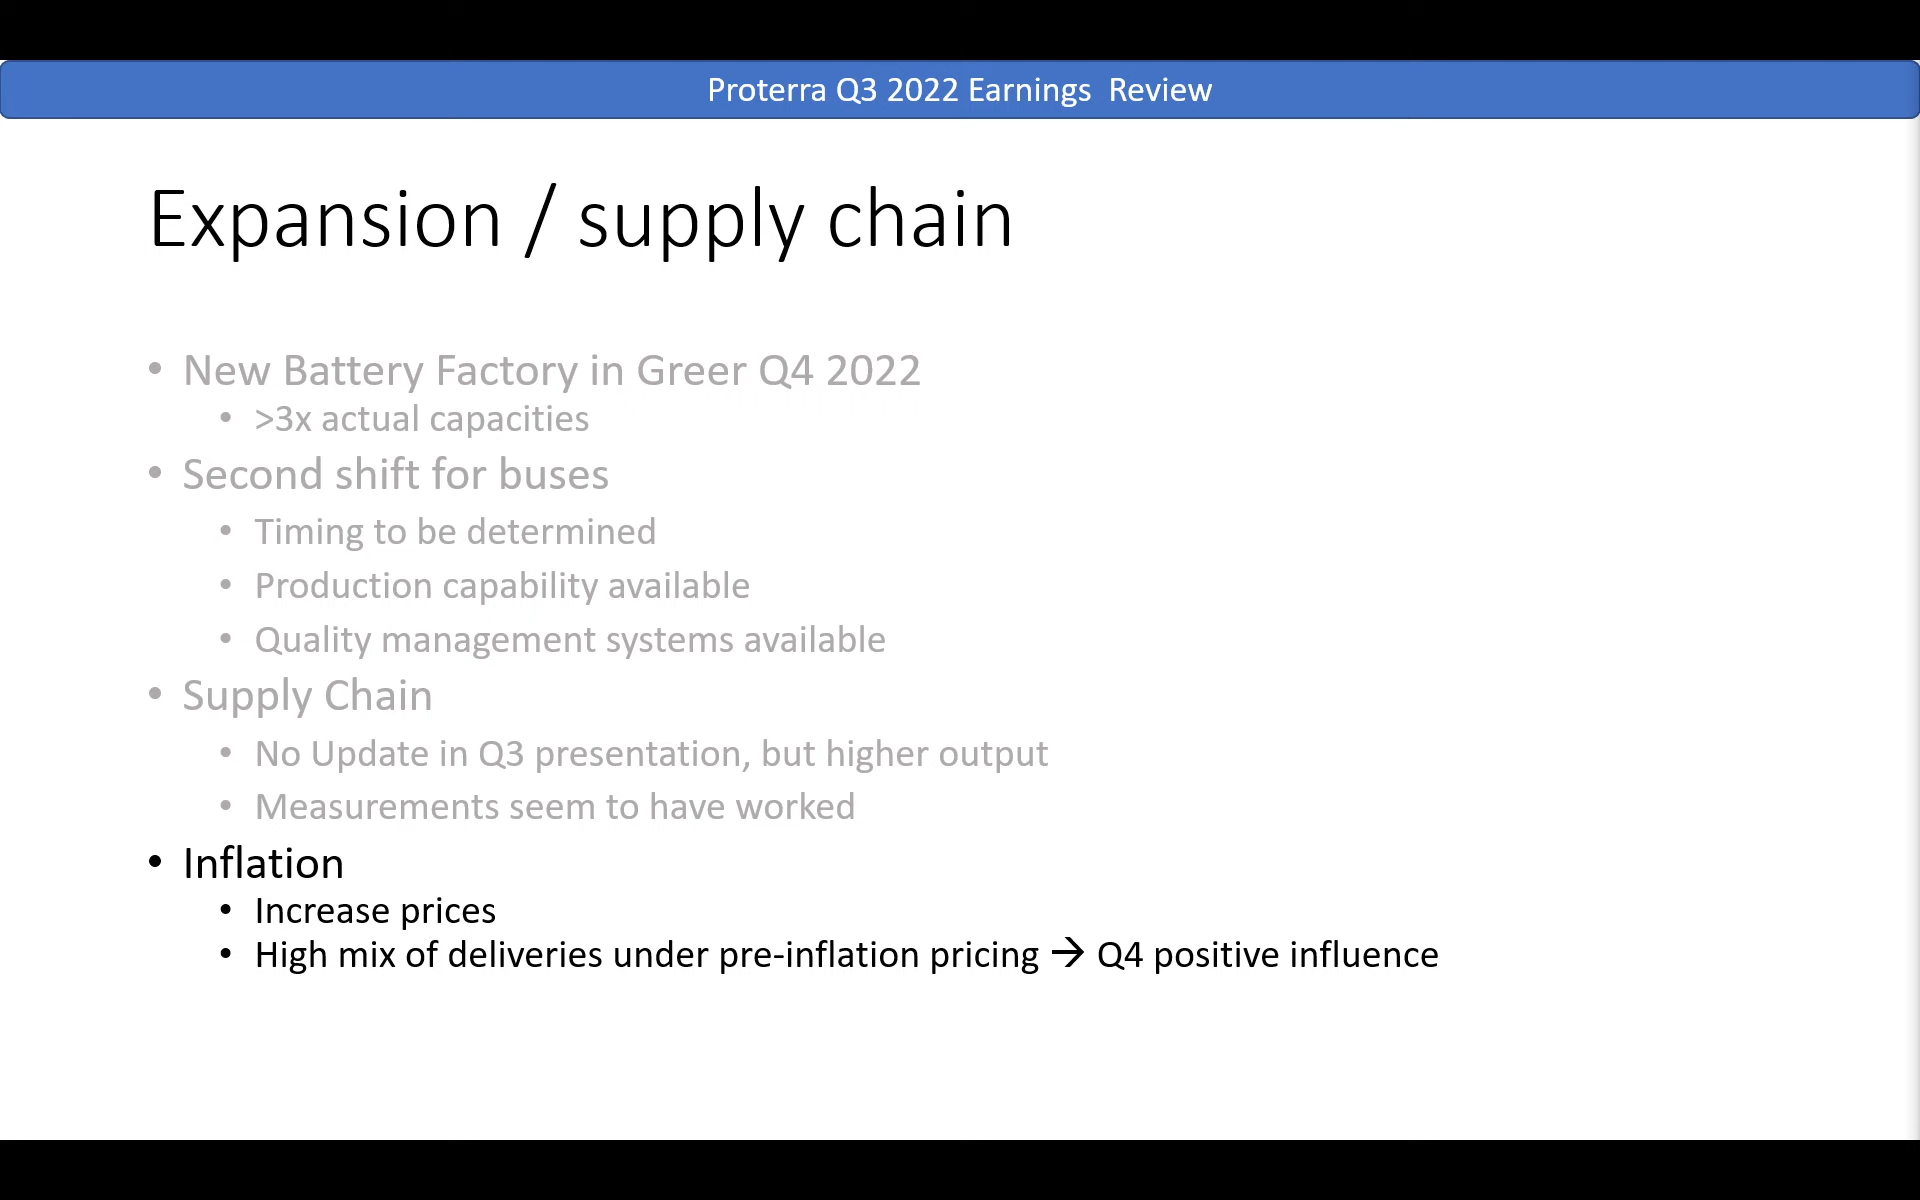 Proterra Q3 2022 Earnings  Review
Expansion / supply chain
• New Battery Factory in Greer Q4 2022
• >3x actual capacities
• Second shift for buses
• Timing to be determined
• Production capability available
• Quality management systems available
• Supply Chain
• No Update in Q3 presentation, but higher output
• Measurements seem to have worked
• Inflation
• Increase prices
• High mix of deliveries under pre-inflation pricing → Q4 positive influence